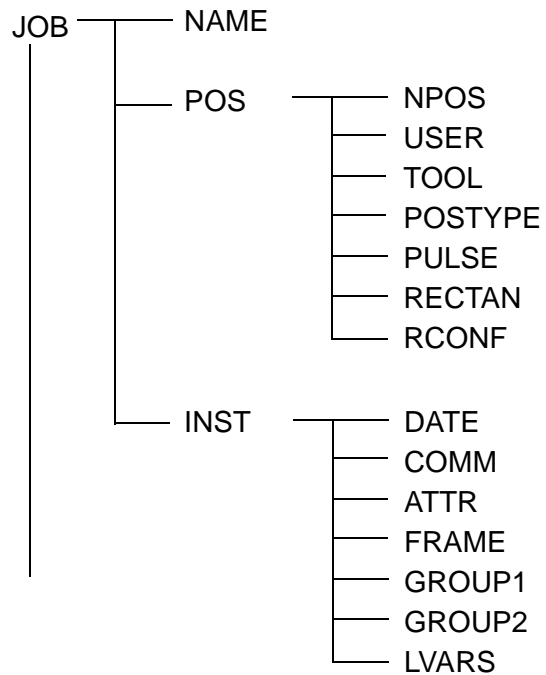 JOB NAME
POS NPOS
USER
TOOL
POSTYPE
PULSE
RECTAN
RCONF
INST DATE
COMM
ATTR
FRAME
GROUP1
GROUP2
LVARS